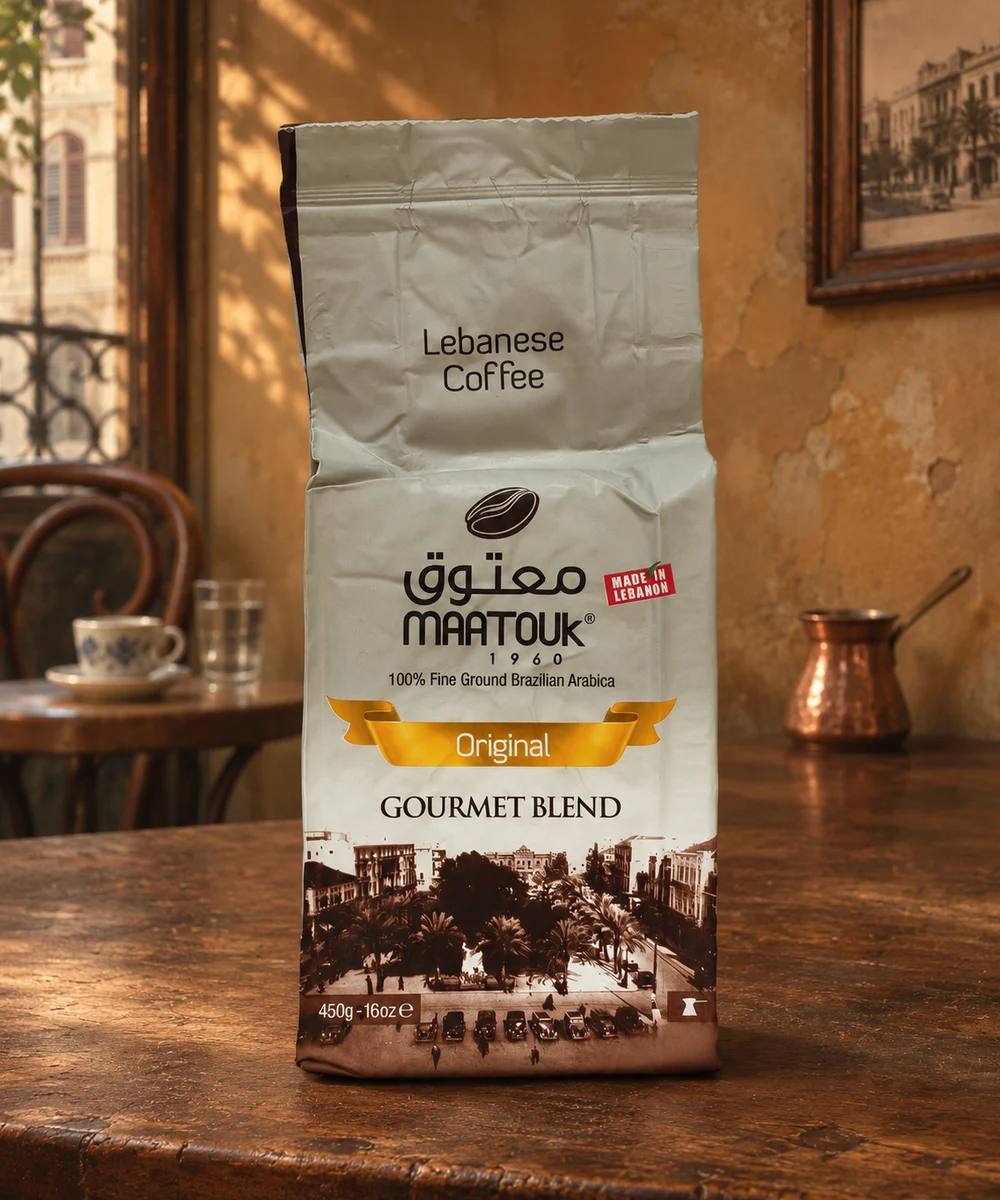 Lebanese
Coffee
معتوق
MAATOUK®
1960
MADE IN
LEBANON
100% Fine Ground Brazilian Arabica
Original
GOURMET BLEND
450g - 16oz ℮